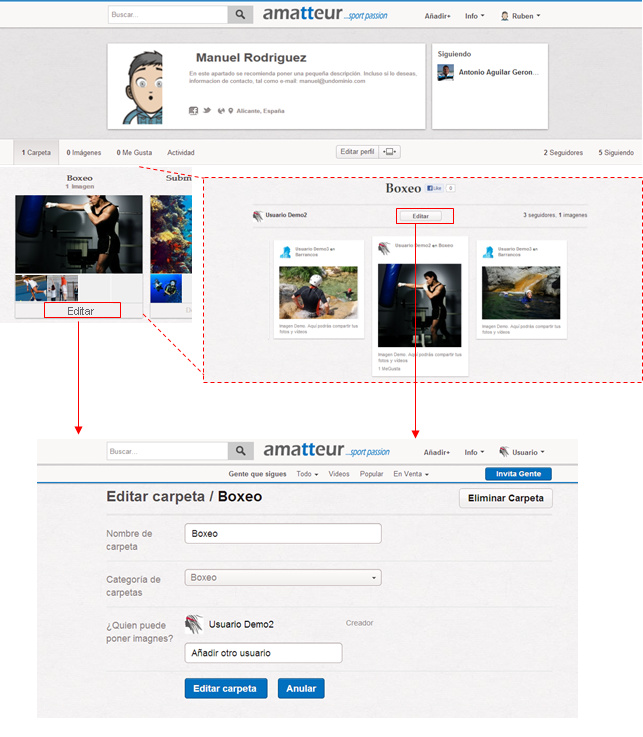 Buscar...
amatteur ...sport passion
Añadir+
Info
Ruben
Manuel Rodriguez
En este apartado se recomienda poner una pequeña descripción. Incluso si lo deseas,
informacion de contacto, tal como e-mail: manuel@undominio.com
Alicante, España
Siguiendo
Antonio Aguilar Geron...
1 Carpeta
0 Imágenes
0 Me Gusta
Actividad
Editar perfil
2 Seguidores
5 Siguiendo
Boxeo
1 Imagen
Subm
Editar
Boxeo
Like
0
Usuario Demo2
Editar
3 seguidores, 1 imagenes
Usuario Demo3 en
Barrancos
Imagen Demo. Aquí podrás compartir tus
fotos y vídeos
Usuario Demo2 en Boxeo
Imagen Demo. Aquí podrás compartir tus
fotos y vídeos
1 MeGusta
Usuario Demo3 en
Barrancos
Imagen Demo. Aquí podrás compartir tus
fotos y vídeos
Buscar...
amatteur ...sport passion
Añadir+
Info
Usuario
Gente que sigues
Todo
Videos
Popular
En Venta
Invita Gente
Editar carpeta / Boxeo
Eliminar Carpeta
Nombre de
carpeta
Boxeo
Categoría de
carpetas
Boxeo
¿Quien puede
poner imagnes?
Usuario Demo2
Creador
Añadir otro usuario
Editar carpeta
Anular